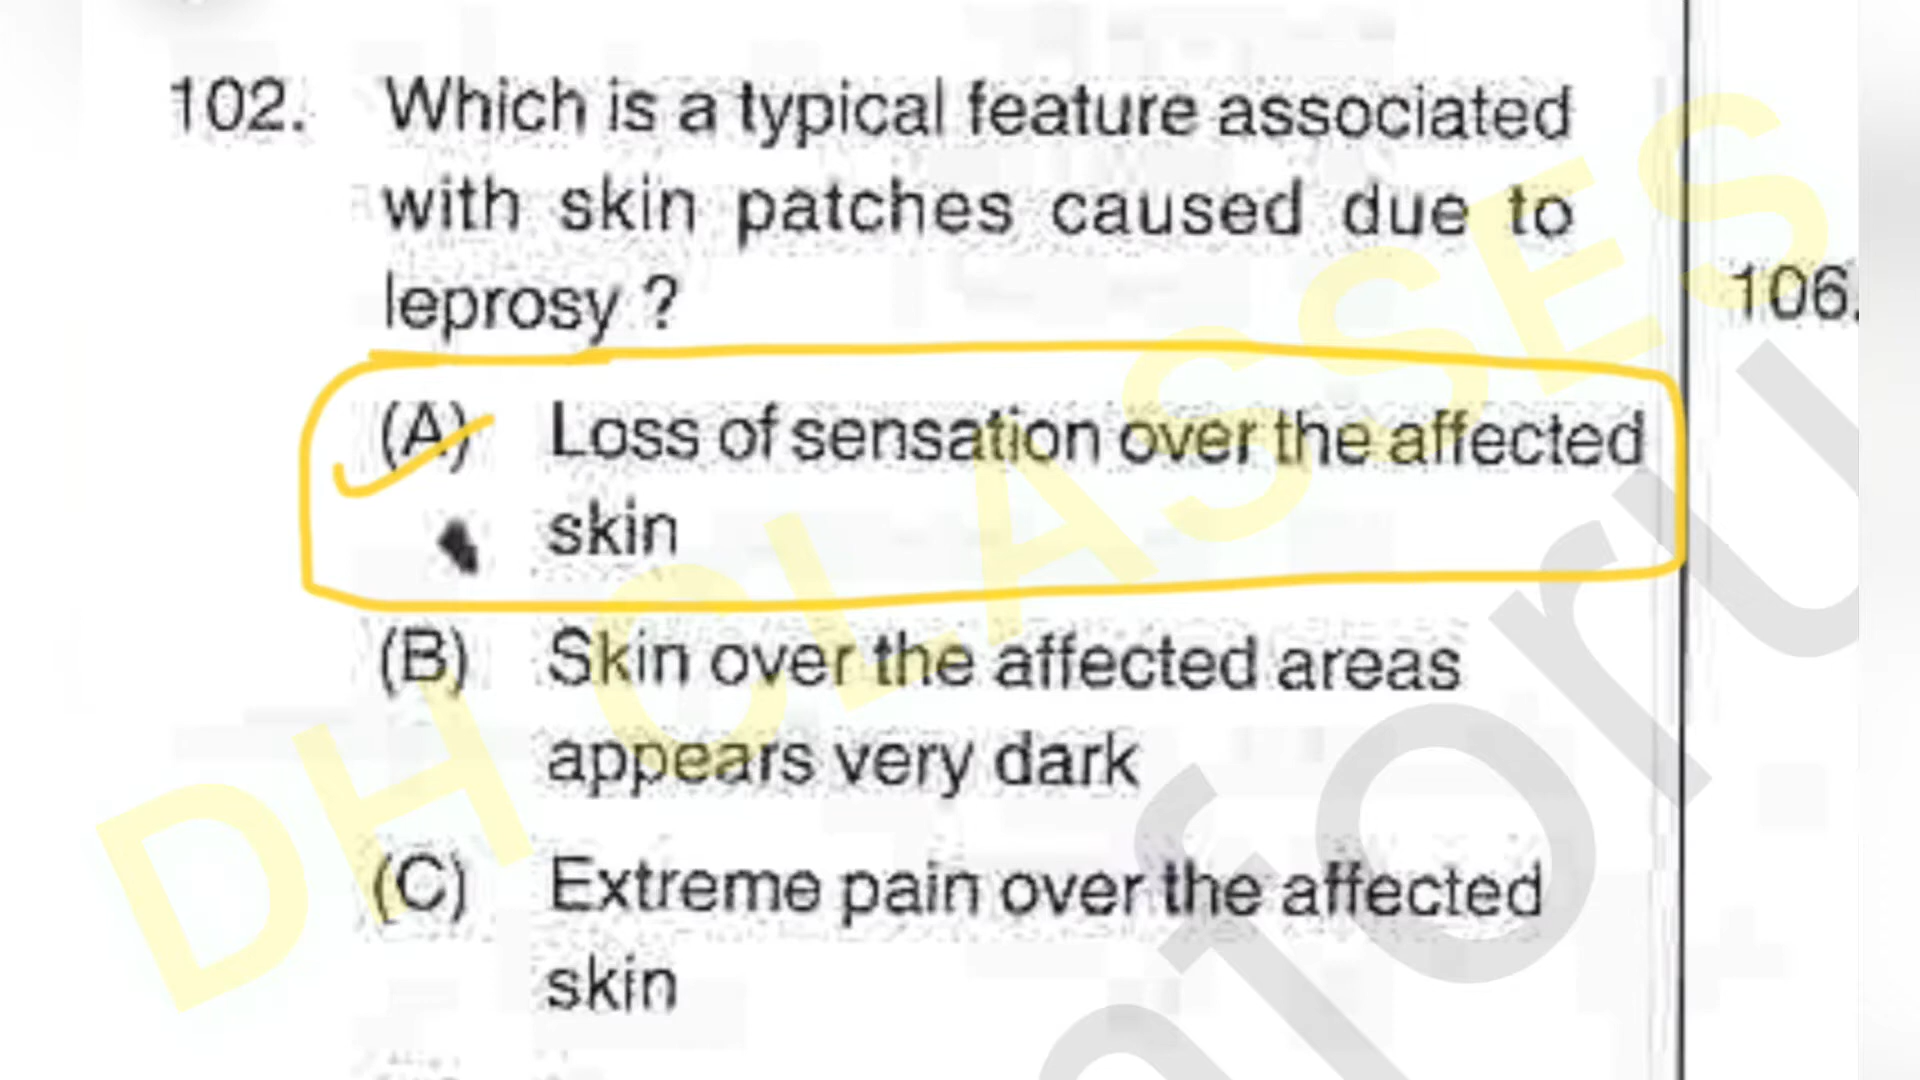 102. Which is a typical feature associated
with skin patches caused due to
leprosy ?
106.
(A) Loss of sensation over the affected
skin
(B) Skin over the affected areas
appears very dark
(C) Extreme pain over the affected
skin
DH CLASSES